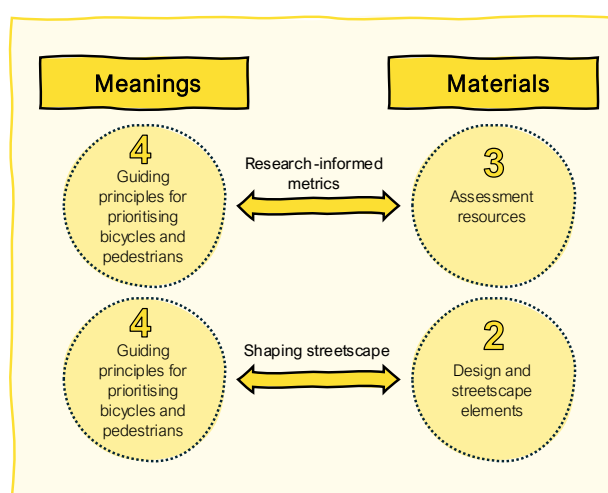 Meanings
Materials
4
Guiding
principles for
prioritising
bicycles and
pedestrians
Research-informed
metrics
3
Assessment
resources
4
Guiding
principles for
prioritising
bicycles and
pedestrians
Shaping streetscape
2
Design and
streetscape
elements